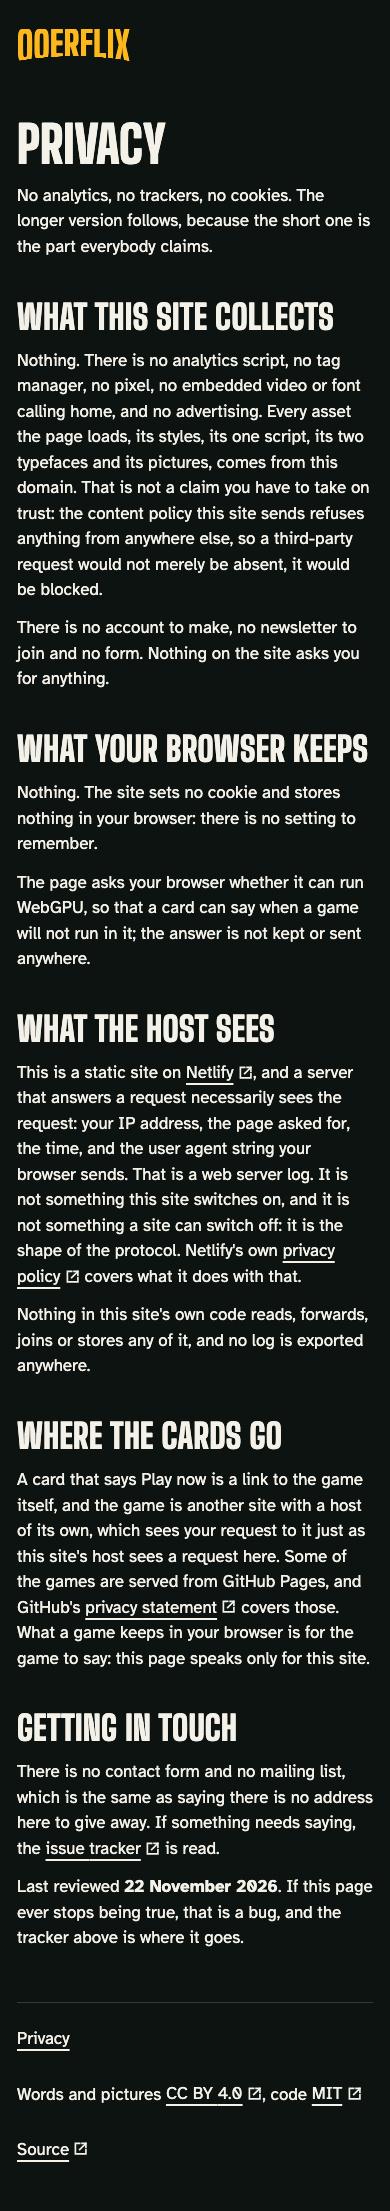 OOERFLIX
PRIVACY
No analytics, no trackers, no cookies. The
longer version follows, because the short one is
the part everybody claims.
WHAT THIS SITE COLLECTS
Nothing. There is no analytics script, no tag
manager, no pixel, no embedded video or font
calling home, and no advertising. Every asset
the page loads, its styles, its one script, its two
typefaces and its pictures, comes from this
domain. That is not a claim you have to take on
trust: the content policy this site sends refuses
anything from anywhere else, so a third-party
request would not merely be absent, it would
be blocked.
There is no account to make, no newsletter to
join and no form. Nothing on the site asks you
for anything.
WHAT YOUR BROWSER KEEPS
Nothing. The site sets no cookie and stores
nothing in your browser: there is no setting to
remember.
The page asks your browser whether it can run
WebGPU, so that a card can say when a game
will not run in it; the answer is not kept or sent
anywhere.
WHAT THE HOST SEES
This is a static site on Netlify, and a server
that answers a request necessarily sees the
request: your IP address, the page asked for,
the time, and the user agent string your
browser sends. That is a web server log. It is
not something this site switches on, and it is
not something a site can switch off: it is the
shape of the protocol. Netlify's own privacy
policy covers what it does with that.
Nothing in this site's own code reads, forwards,
joins or stores any of it, and no log is exported
anywhere.
WHERE THE CARDS GO
A card that says Play now is a link to the game
itself, and the game is another site with a host
of its own, which sees your request to it just as
this site's host sees a request here. Some of
the games are served from GitHub Pages, and
GitHub's privacy statement covers those.
What a game keeps in your browser is for the
game to say: this page speaks only for this site.
GETTING IN TOUCH
There is no contact form and no mailing list,
which is the same as saying there is no address
here to give away. If something needs saying,
the issue tracker is read.
Last reviewed 22 November 2026. If this page
ever stops being true, that is a bug, and the
tracker above is where it goes.
Privacy
Words and pictures CC BY 4.0, code MIT
Source